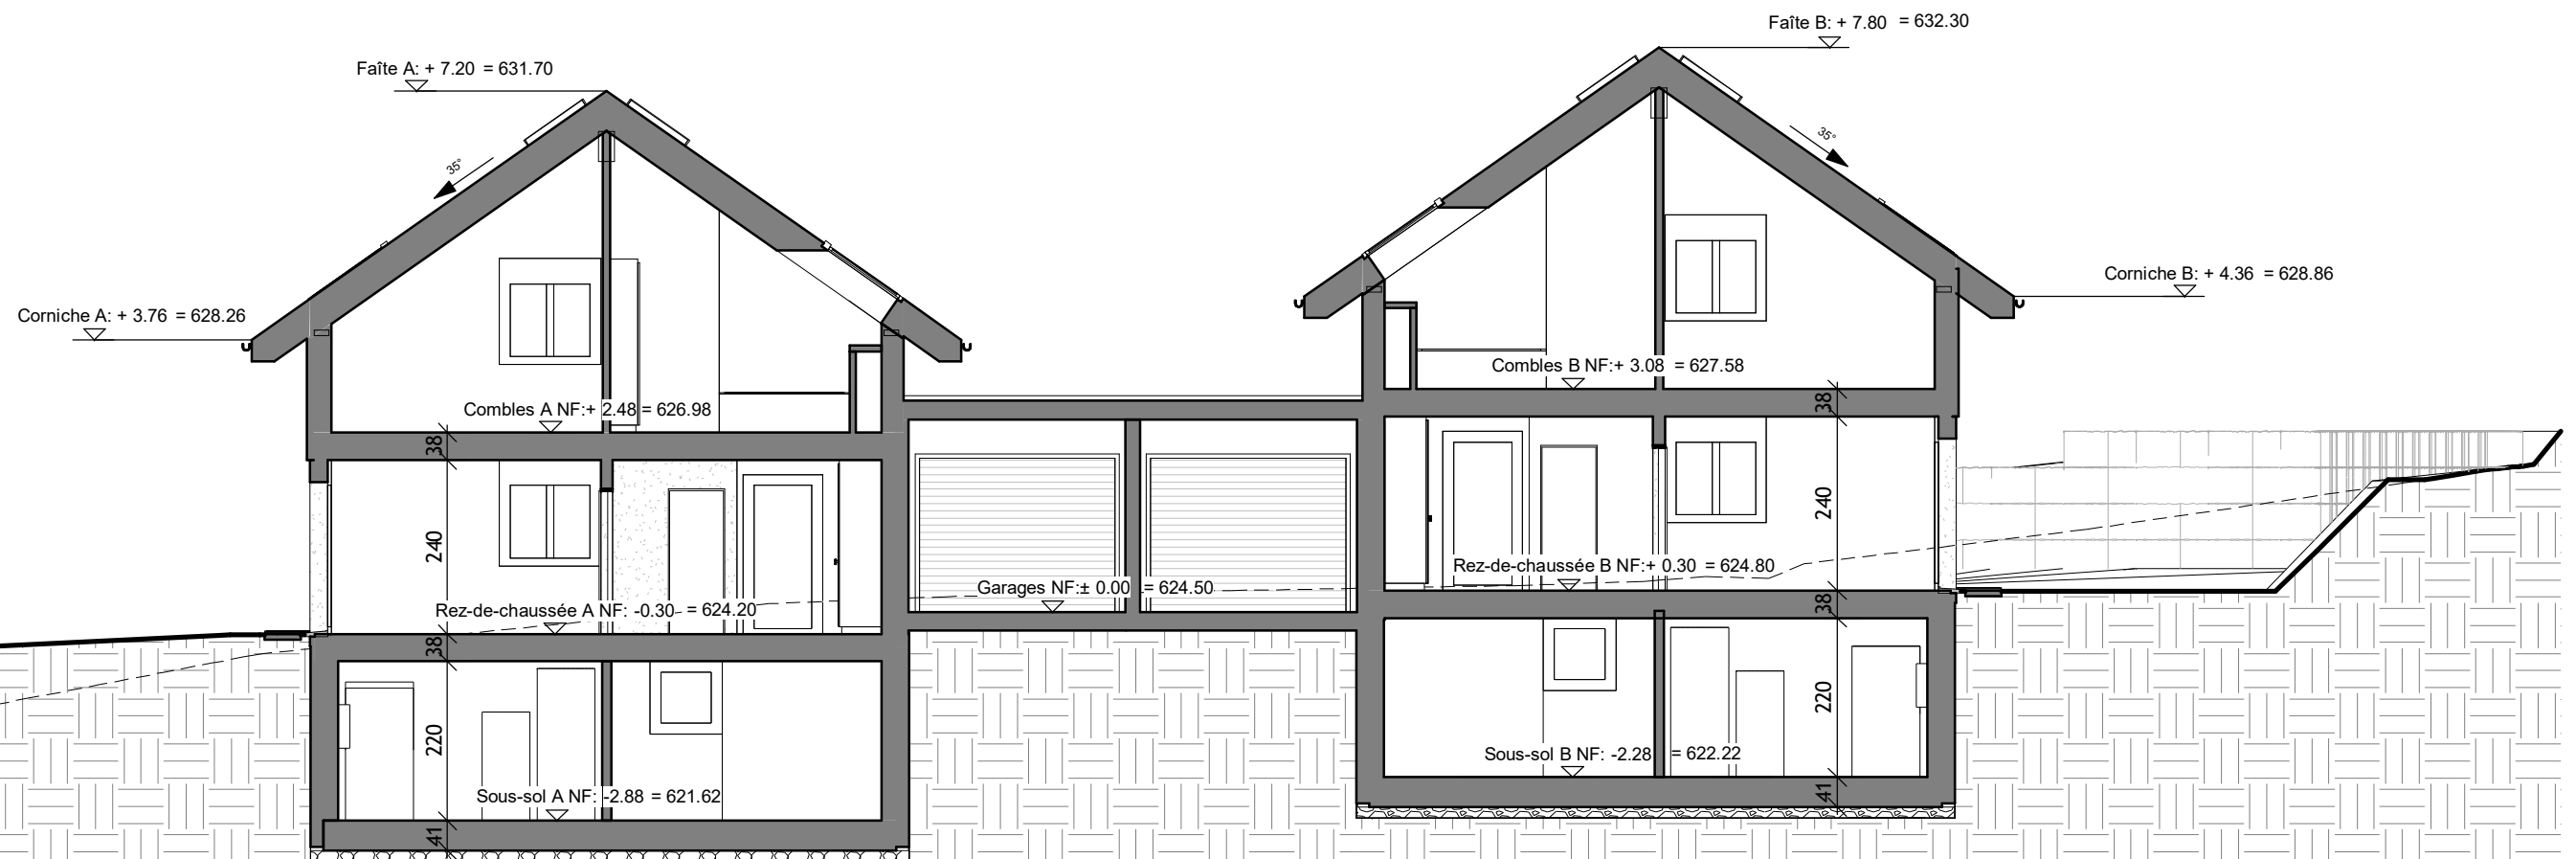 Faîte B: + 7.80 = 632.30
Faîte A: + 7.20 = 631.70
35°
35°
Corniche B: + 4.36 = 628.86
Corniche A: + 3.76 = 628.26
Combles B NF:+ 3.08 = 627.58
Combles A NF:+ 2.48 = 626.98
38
38
240
240
Rez-de-chaussée B NF:+ 0.30 = 624.80
Garages NF:± 0.00 = 624.50
Rez-de-chaussée A NF: -0.30 = 624.20
38
38
220
220
Sous-sol B NF: -2.28 = 622.22
Sous-sol A NF: -2.88 = 621.62
41
41